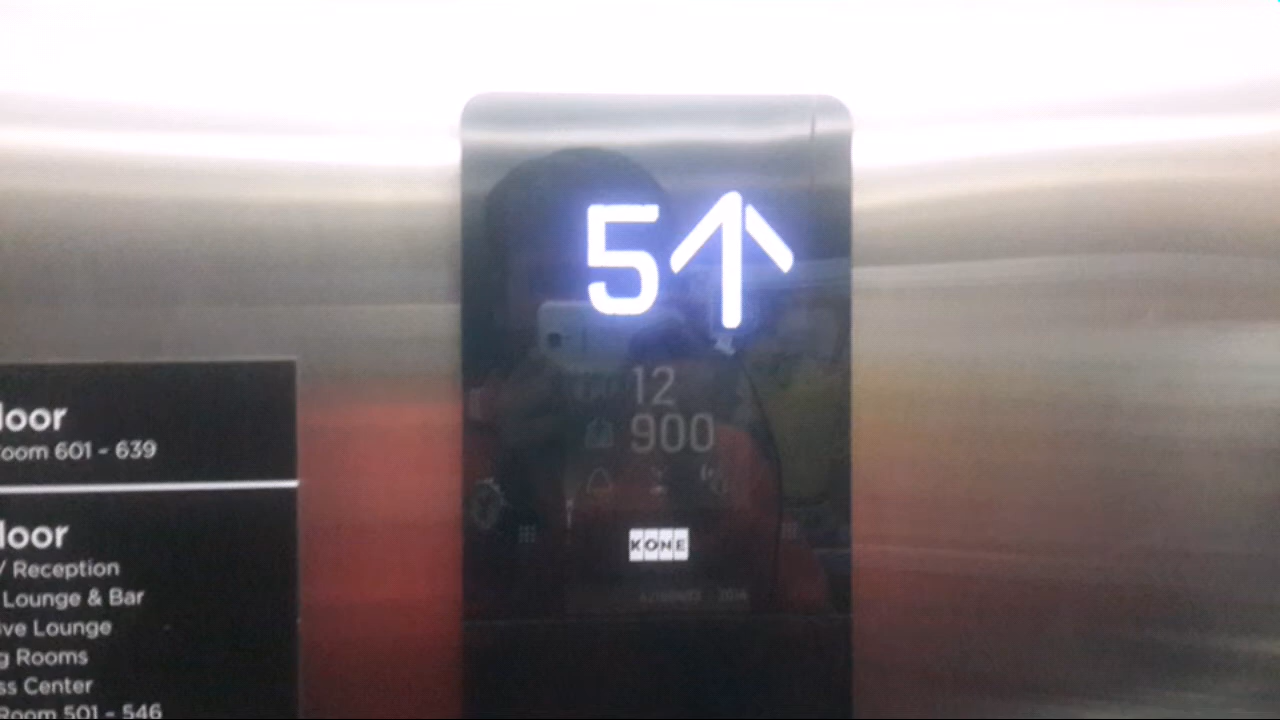 5
12
900
KONE
loor
oom 601 - 639
loor
/ Reception
Lounge & Bar
ive Lounge
g Rooms
ss Center
Room 501 - 546